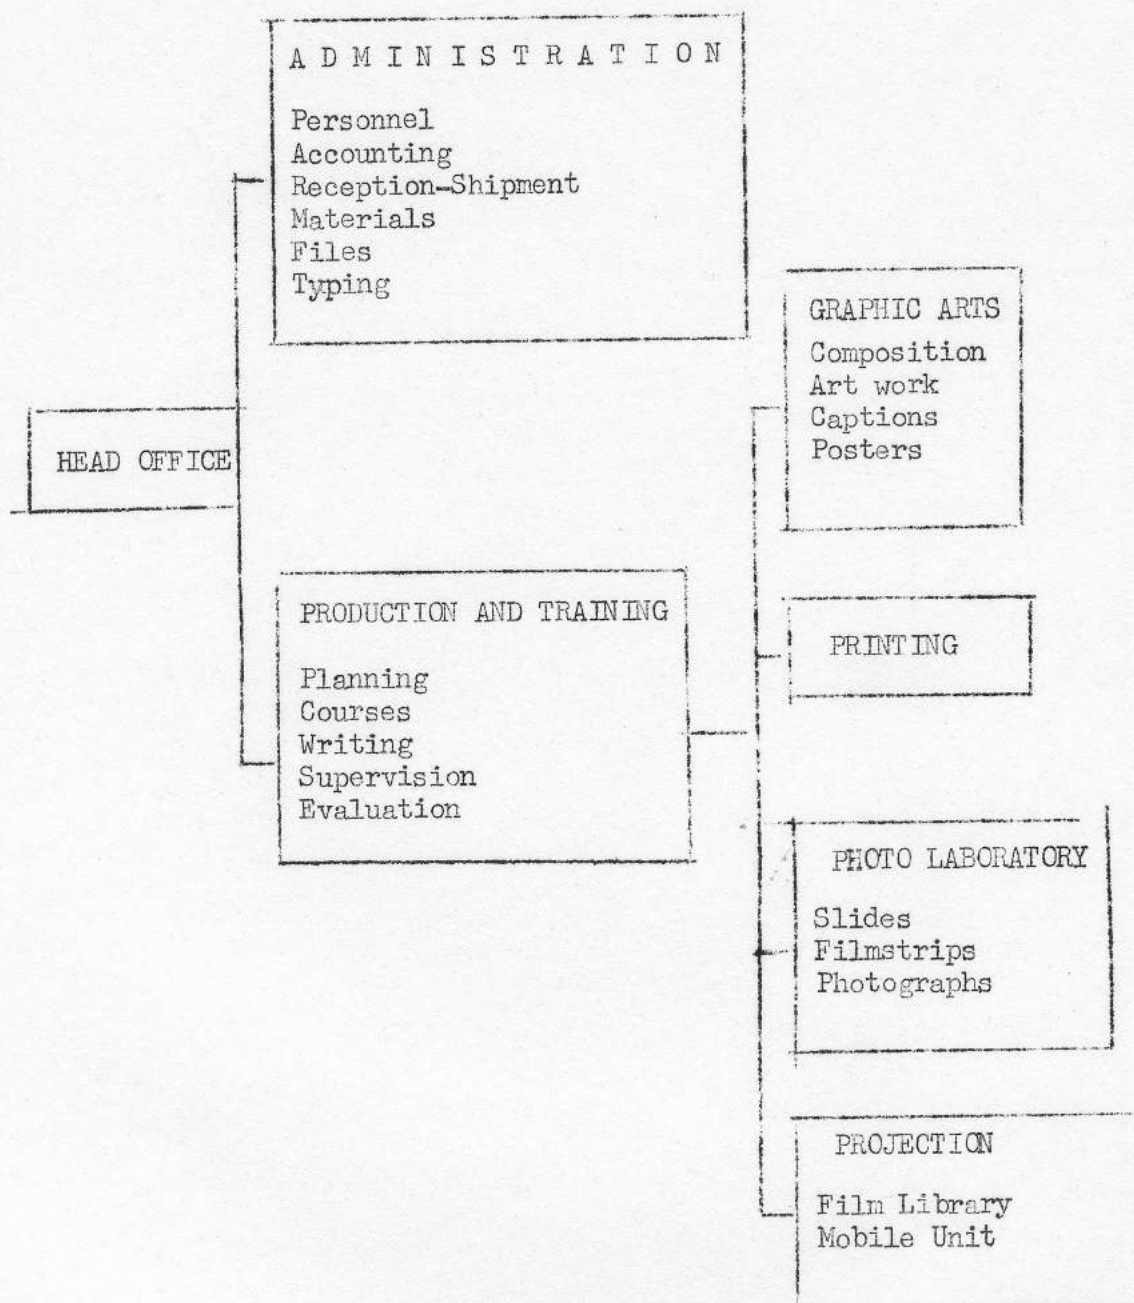 A D M I N I S T R A T I O N
Personnel
Accounting
Reception-Shipment
Materials
Files
Typing
HEAD OFFICE
PRODUCTION AND TRAINING
Planning
Courses
Writing
Supervision
Evaluation
GRAPHIC ARTS
Composition
Art work
Captions
Posters
PRINTING
PHOTO LABORATORY
Slides
Filmstrips
Photographs
PROJECTION
Film Library
Mobile Unit